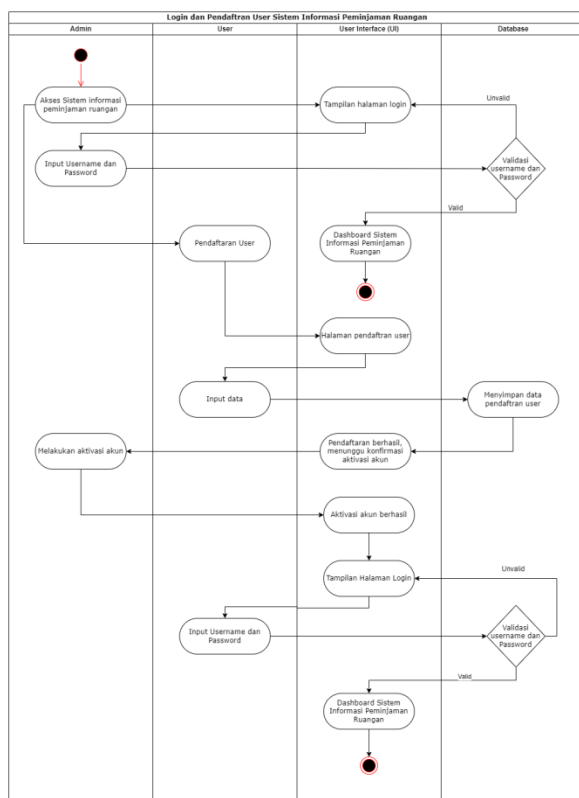 Login dan Pendaftran User Sistem Informasi Peminjaman Ruangan
Admin
User
User Interface (UI)
Database
Akses Sistem informasi
peminjaman ruangan
Tampilan halaman login
Unvalid
Input Username dan
Password
Validasi
username dan
Password
Valid
Pendaftaran User
Dashboard Sistem
Informasi Peminjaman
Ruangan
Halaman pendaftran user
Input data
Menyimpan data
pendaftran user
Melakukan aktivasi akun
Pendaftaran berhasil,
menunggu konfirmasi
aktivasi akun
Aktivasi akun berhasil
Tampilan Halaman Login
Unvalid
Input Username dan
Password
Validasi
username dan
Password
Valid
Dashboard Sistem
Informasi Peminjaman
Ruangan